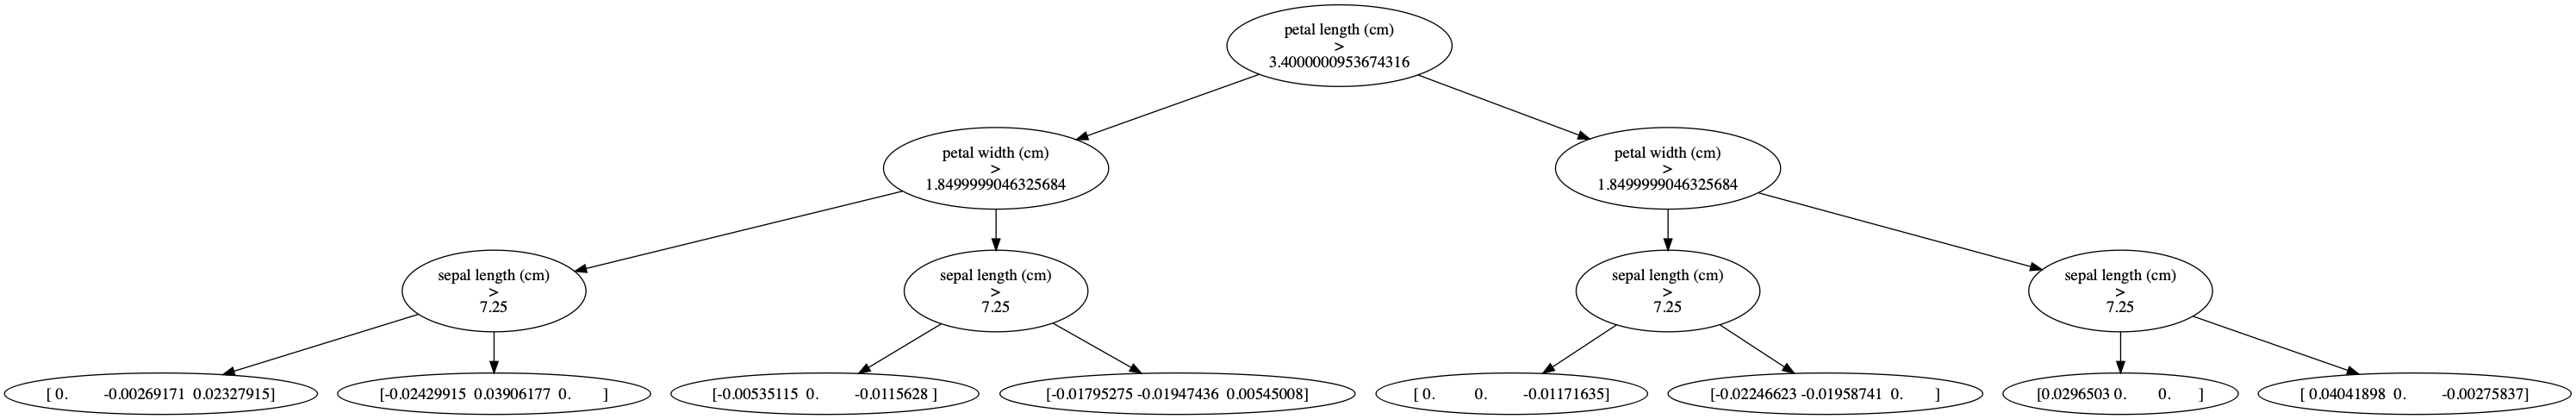 petal length (cm)
>
3.4000000953674316
petal width (cm)
>
1.8499999046325684
petal width (cm)
>
1.8499999046325684
sepal length (cm)
>
7.25
sepal length (cm)
>
7.25
sepal length (cm)
>
7.25
sepal length (cm)
>
7.25
[ 0. -0.00269171 0.02327915]
[-0.02429915 0.03906177 0. ]
[-0.00535115 0. -0.0115628 ]
[-0.01795275 -0.01947436 0.00545008]
[ 0. 0. -0.01171635]
[-0.02246623 -0.01958741 0. ]
[0.0296503 0. 0. ]
[ 0.04041898 0. -0.00275837]